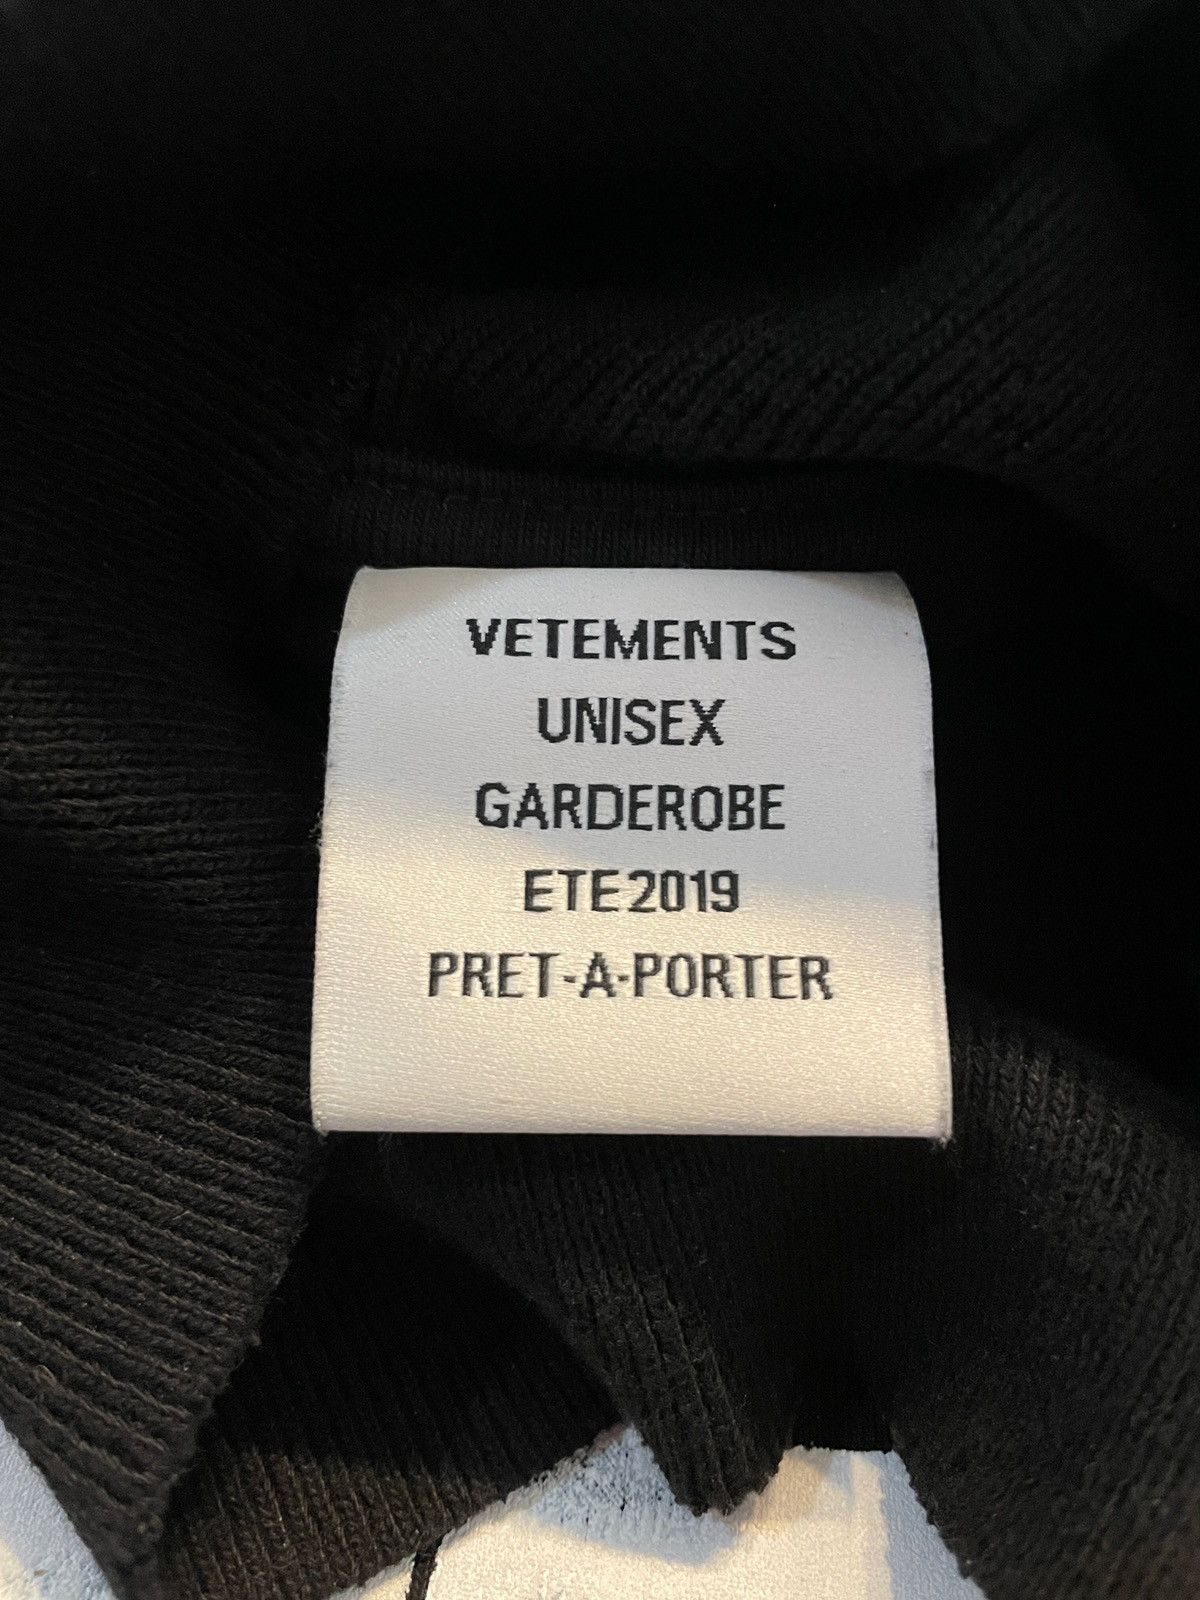 VETEMENTS
UNISEX
GARDEROBE
ETE2019
PRET-A-PORTER